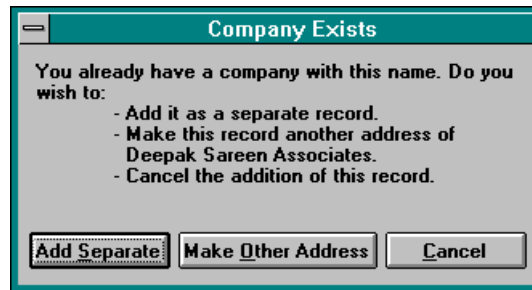 Company Exists
You already have a company with this name. Do you
wish to:
- Add it as a separate record.
- Make this record another address of
Deepak Sareen Associates.
- Cancel the addition of this record.
Add Separate Make Other Address Cancel